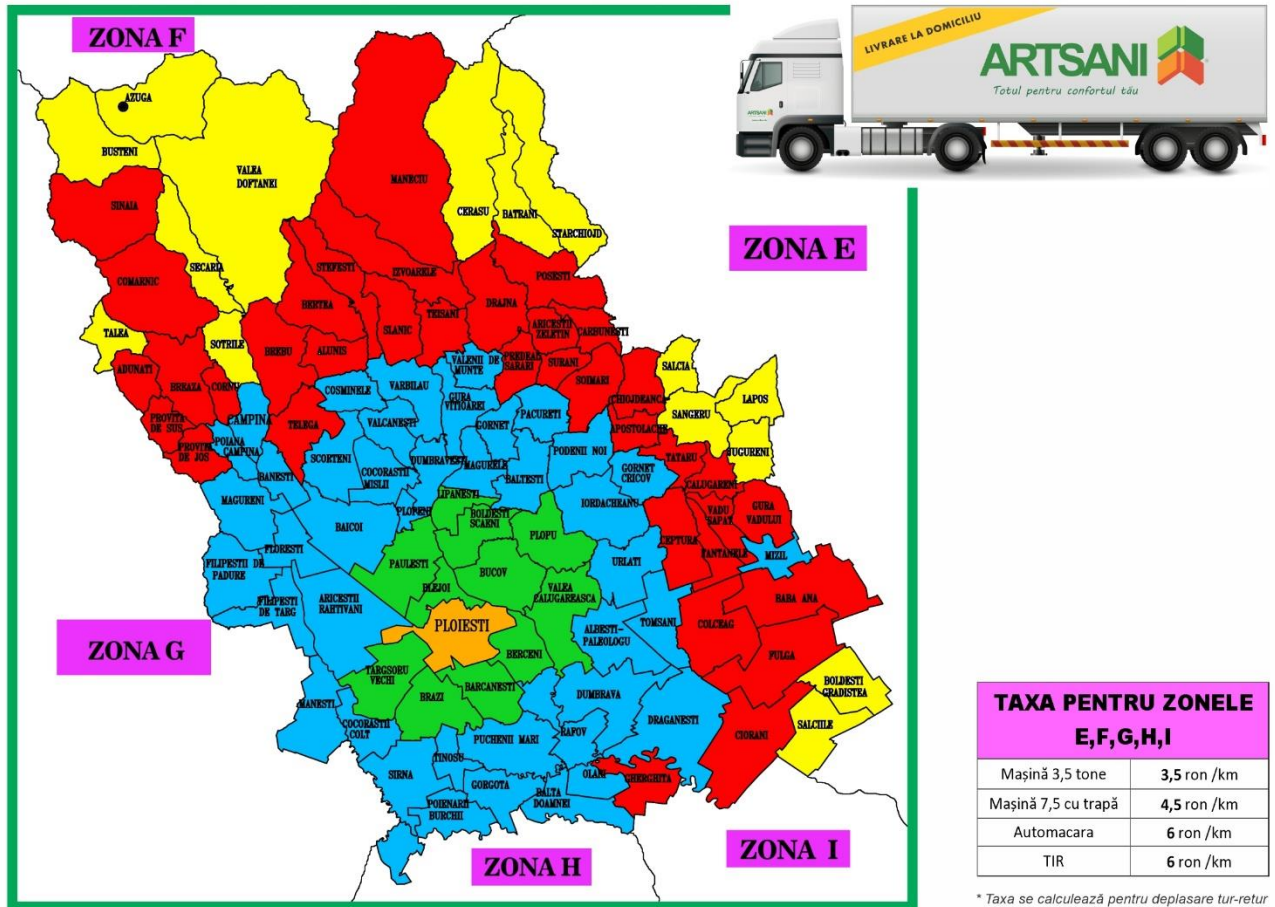 ZONA F
LIVRARE LA DOMICILIU
ARTSANI
Totul pentru confortul tău
ARTSANI
AZUGA
BUSTENI
VALEA
DOFTANEI
MANECIU
CERASU
BATRANI
STARCHIOJD
ZONA E
SINAIA
SECARIA
COMARNIC
STEFESTI
IZVOARELE
POSESTI
BERTEA
DRAJNA
TEISANI
SLANIC
ARICESTII
ZELETIN
CARBUNESTI
TALEA
SOTRILE
BREBU
ALUNIS
VALENII DE
MUNTE
PREDEAL
SARARI
SURANI
SOIMARI
SALCIA
ADUNATI
BREAZA
CORNU
COSMINELE
VARBILAU
GURA
VITIOAREI
CHIOJDEANCA
LAPOS
SANGERU
PROVITA
DE SUS
CAMPINA
TELEGA
VALCANESTI
GORNET
PACURETI
APOSTOLACHE
PROVITA
DE JOS
POIANA
CAMPINA
SCORTENI
DUMBRAVESTI
MAGURELE
PODENII NOI
TATARU
JUGURENI
BANESTI
COCORASTII
MISLII
BALTESTI
GORNET
CRICOV
CALUGARENI
MAGURENI
LIPANESTI
IORDACHEANU
GURA
VADULUI
BAICOI
PLOPENI
BOLDESTI
SCAENI
PLOPU
VADU
SAPAT
FLORESTI
CEPTURA
FANTANELE
MIZIL
FILIPESTII DE
PADURE
PAULESTI
BUCOV
URLATI
BLEJOI
VALEA
CALUGAREASCA
FILIPESTI
DE TARG
ARICESTII
RAHTIVANI
BABA ANA
TOMSANI
COLCEAG
PLOIESTI
ALBESTI-
PALEOLOGU
ZONA G
BERCENI
FULGA
TARGSORU
VECHI
BARCANESTI
BRAZI
DUMBRAVA
BOLDESTI
GRADISTEA
MANESTI
COCORASTII
COLT
DRAGANESTI
SALCIILE
PUCHENII MARI
RAFOV
CIORANI
TINOSU
SIRNA
OLARI
GHERGHITA
GORGOTA
BALTA
DOAMNEI
POIENARII
BURCHII
ZONA H
ZONA I
TAXA PENTRU ZONELE
E,F,G,H,I
Mașină 3,5 tone 3,5 ron /km
Mașină 7,5 cu trapă 4,5 ron /km
Automacara 6 ron /km
TIR 6 ron /km
* Taxa se calculează pentru deplasare tur-retur